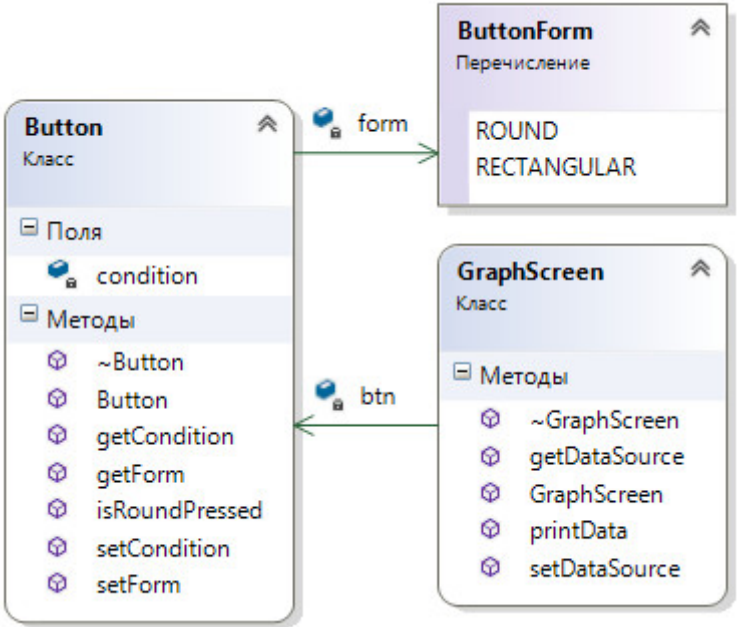 Button
Класс
Поля
condition
Методы
~Button
Button
getCondition
getForm
isRoundPressed
setCondition
setForm
form
ButtonForm
Перечисление
ROUND
RECTANGULAR
btn
GraphScreen
Класс
Методы
~GraphScreen
getDataSource
GraphScreen
printData
setDataSource